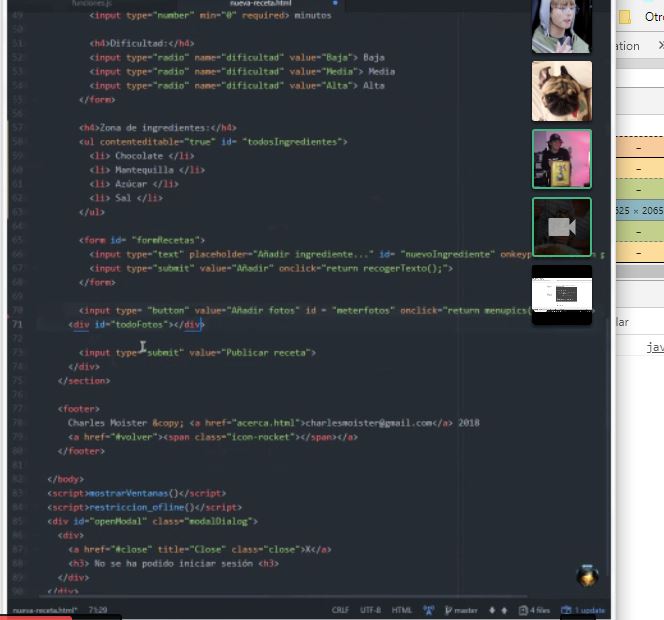 funciones.js nueva-receta.html
Otro
49 <input type="number" min="0" required> minutos
50
51 <h4>Dificultad:</h4>
52 <input type="radio" name="dificultad" value="Baja"> Baja
53 <input type="radio" name="dificultad" value="Media"> Media
54 <input type="radio" name="dificultad" value="Alta"> Alta
55 </form>
56
57 <h4>Zona de ingredientes:</h4>
58 <ul contenteditable="true" id= "todosIngredientes">
59 <li> Chocolate </li>
60 <li> Mantequilla </li>
61 <li> Azúcar </li>
62 <li> Sal </li>
63 </ul>
64
65 <form id= "formRecetas">
66 <input type="text" placeholder="Añadir ingrediente..." id= "nuevoIngrediente" onkeyp
67 <input type="submit" value="Añadir" onclick="return recogerTexto();">
68 </form>
69
70 <input type= "button" value="Añadir fotos" id = "meterfotos" onclick="return menupics(
71 <div id="todoFotos"></div>
72
73 <input type="submit" value="Publicar receta">
74 </div>
75 </section>
76
77 <footer>
78 Charles Moister &copy; <a href="acerca.html">charlesmoister@gmail.com</a> 2018
79 <a href="#volver"><span class="icon-rocket"></span></a>
80 </footer>
81
82 </body>
83 <script>mostrarVentanas()</script>
84 <script>restriccion_ofline()</script>
85 <div id="openModal" class="modalDialog">
86 <div>
87 <a href="#close" title="Close" class="close">X</a>
88 <h3> No se ha podido iniciar sesión <h3>
89 </div>
90 </div>
nueva-receta.html* 71:29 CRLF UTF-8 HTML master 4 files 1 update
ation
625 × 2065
lar
jav